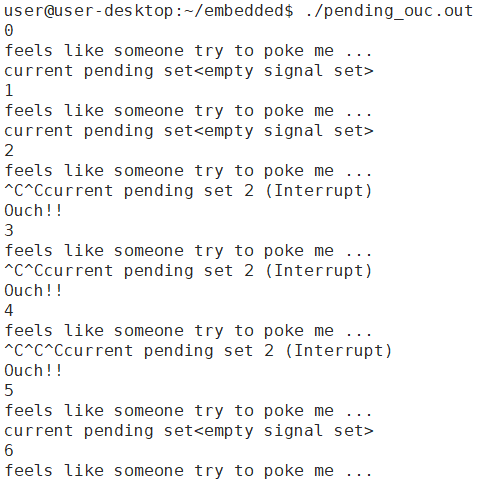 user@user-desktop:~/embedded$ ./pending_ouc.out
0
feels like someone try to poke me ...
current pending set<empty signal set>
1
feels like someone try to poke me ...
current pending set<empty signal set>
2
feels like someone try to poke me ...
^C^Ccurrent pending set 2 (Interrupt)
Ouch!!
3
feels like someone try to poke me ...
^C^Ccurrent pending set 2 (Interrupt)
Ouch!!
4
feels like someone try to poke me ...
^C^C^Ccurrent pending set 2 (Interrupt)
Ouch!!
5
feels like someone try to poke me ...
current pending set<empty signal set>
6
feels like someone try to poke me ...